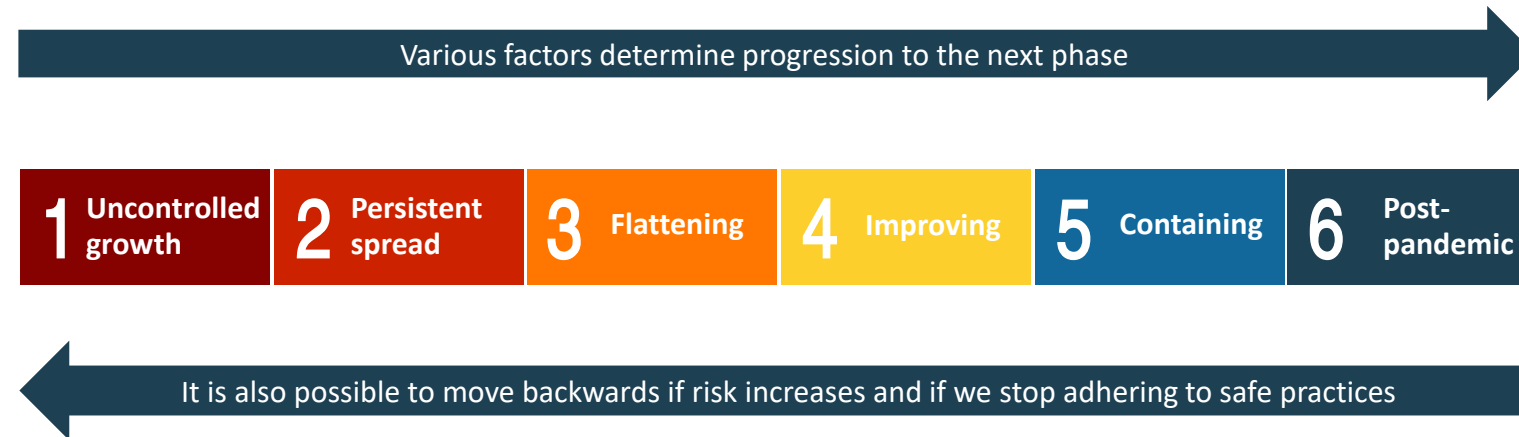 Various factors determine progression to the next phase
1 Uncontrolled
growth
2 Persistent
spread
3 Flattening
4 Improving
5 Containing
6 Post-
pandemic
It is also possible to move backwards if risk increases and if we stop adhering to safe practices